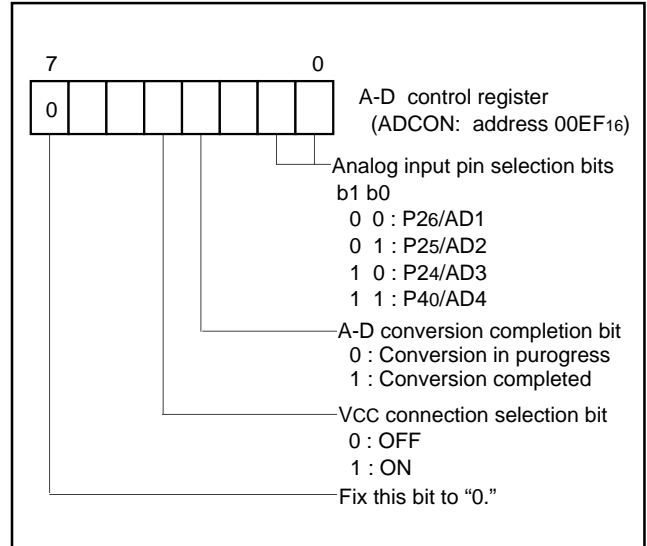 7 0
0
A-D control register
(ADCON: address 00EF16)
Analog input pin selection bits
b1 b0
0 0 : P26/AD1
0 1 : P25/AD2
1 0 : P24/AD3
1 1 : P40/AD4
A-D conversion completion bit
0 : Conversion in purogress
1 : Conversion completed
VCC connection selection bit
0 : OFF
1 : ON
Fix this bit to “0.”